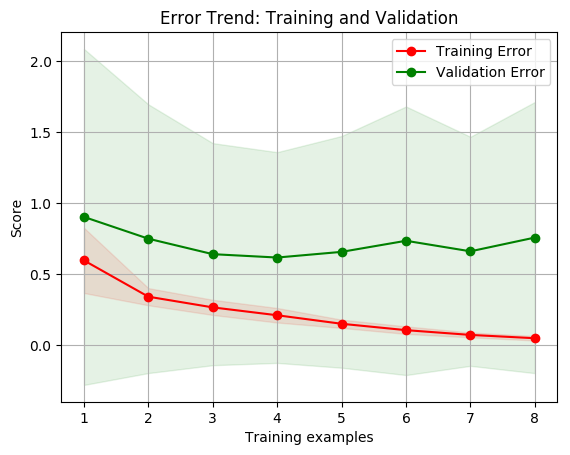 Error Trend: Training and Validation
Training Error
Validation Error
Score
2.0
1.5
1.0
0.5
0.0
1 2 3 4 5 6 7 8
Training examples